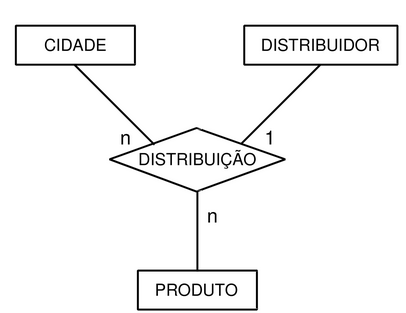 CIDADE
DISTRIBUIDOR
n
1
DISTRIBUIÇÃO
n
PRODUTO